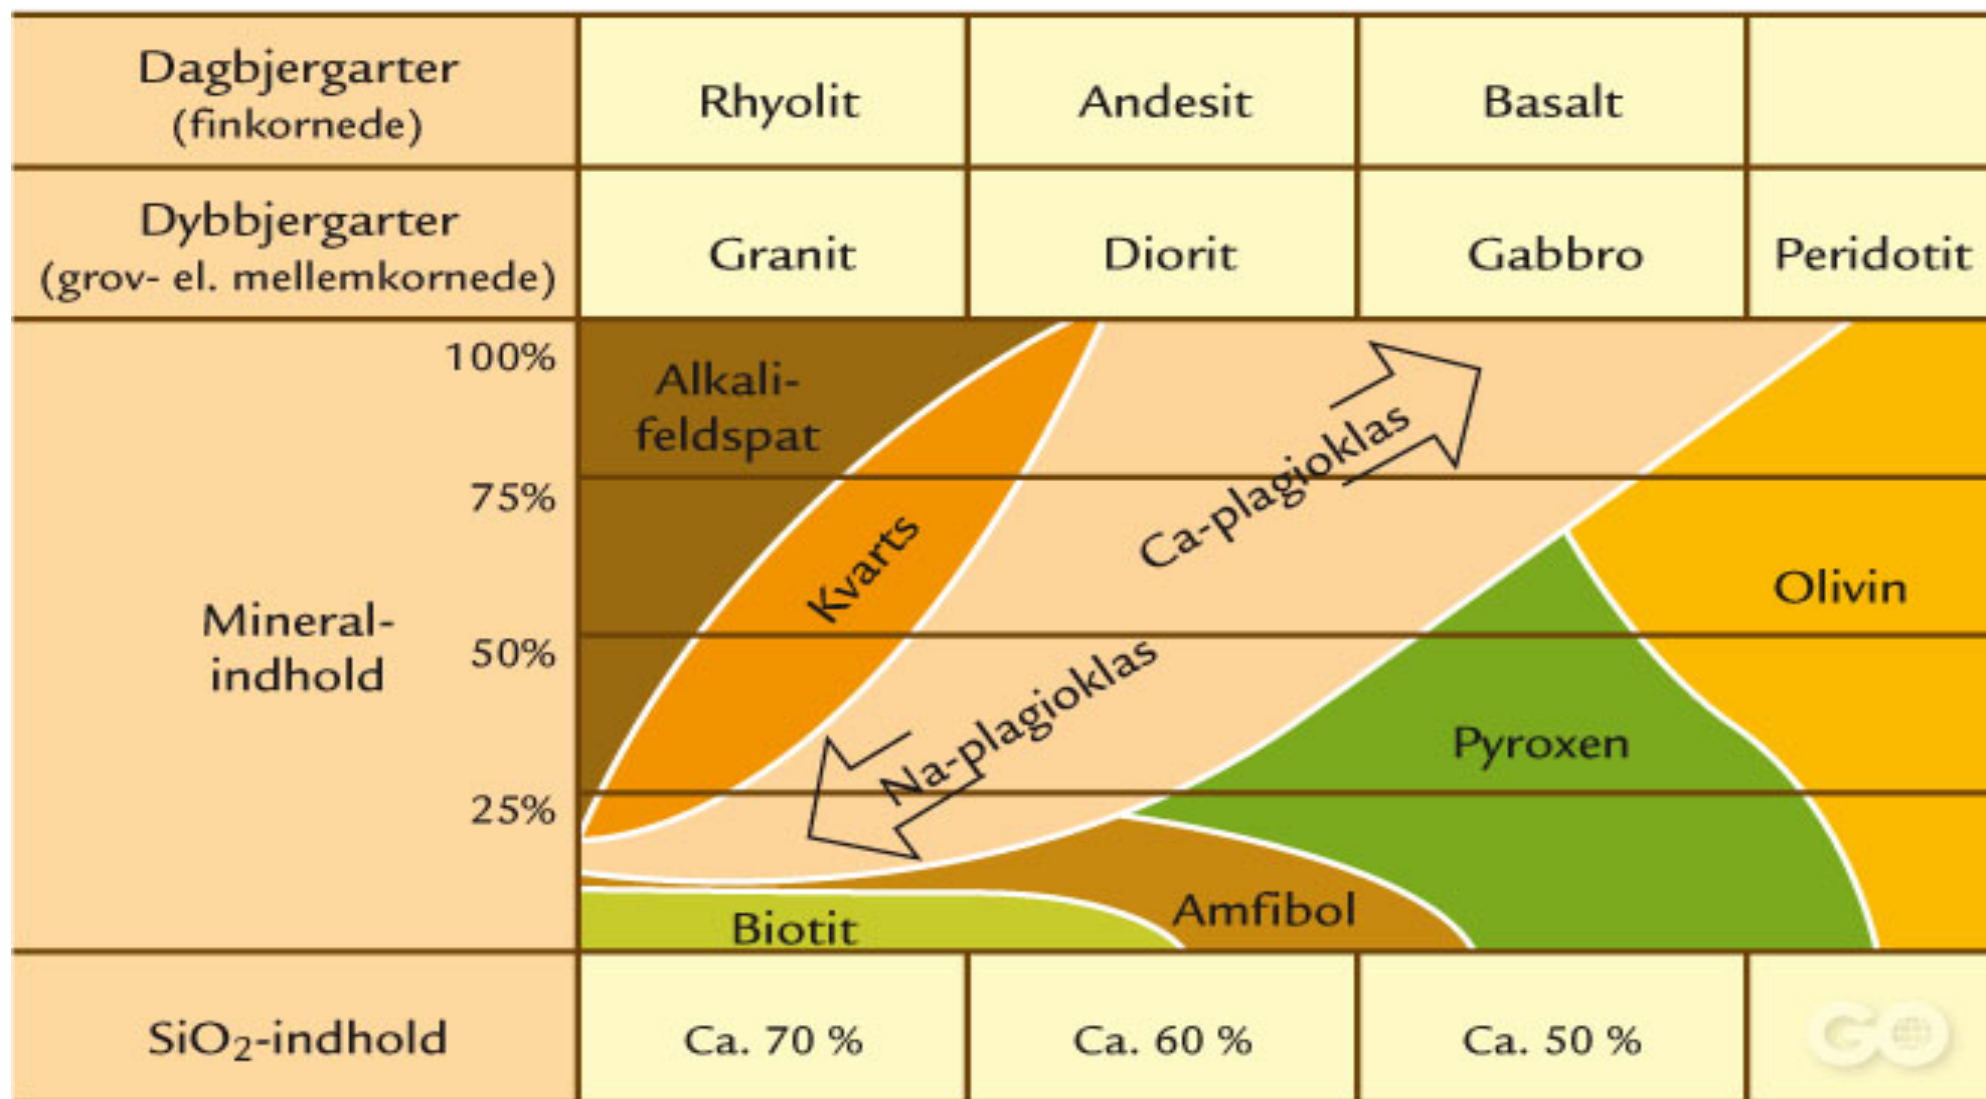 Dagbjergarter
(finkornede)
Rhyolit
Andesit
Basalt
Dybbjergarter
(grov- el. mellemkornede)
Granit
Diorit
Gabbro
Peridotit
Mineral-
indhold
100%
75%
50%
25%
Alkali-
feldspat
Kvarts
Ca-plagioklas
Na-plagioklas
Olivin
Pyroxen
Amfibol
Biotit
SiO₂-indhold
Ca. 70 %
Ca. 60 %
Ca. 50 %
GO